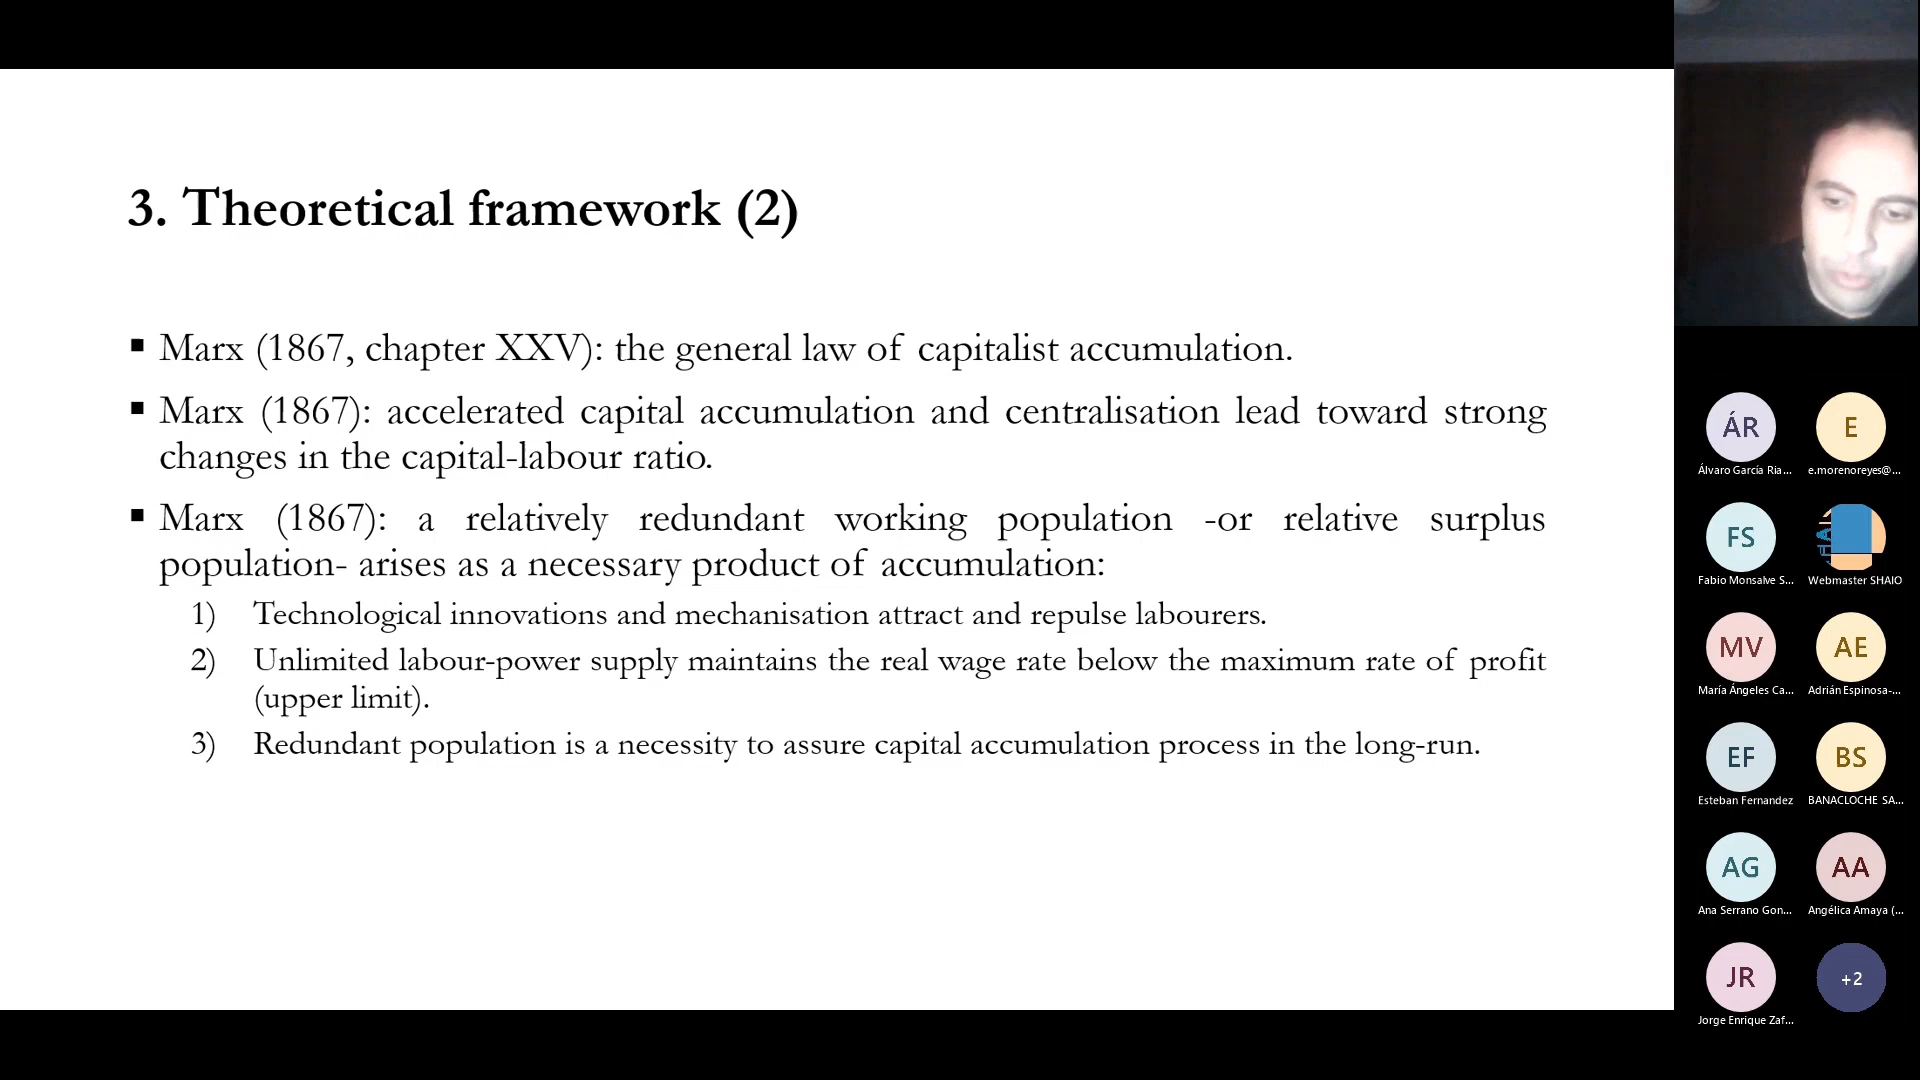 3. Theoretical framework (2)
▪ Marx (1867, chapter XXV): the general law of capitalist accumulation.
▪ Marx (1867): accelerated capital accumulation and centralisation lead toward strong
changes in the capital-labour ratio.
▪ Marx (1867): a relatively redundant working population -or relative surplus
population- arises as a necessary product of accumulation:
1) Technological innovations and mechanisation attract and repulse labourers.
2) Unlimited labour-power supply maintains the real wage rate below the maximum rate of profit
(upper limit).
3) Redundant population is a necessity to assure capital accumulation process in the long-run.
ÁR
Álvaro García Ria...
E
e.morenoreyes@...
FS
Fabio Monsalve S...
Webmaster SHAIO
MV
María Ángeles Ca...
AE
Adrián Espinosa-...
EF
Esteban Fernandez
BS
BANACLOCHE SA...
AG
Ana Serrano Gon...
AA
Angélica Amaya (...
JR
Jorge Enrique Zaf...
+2